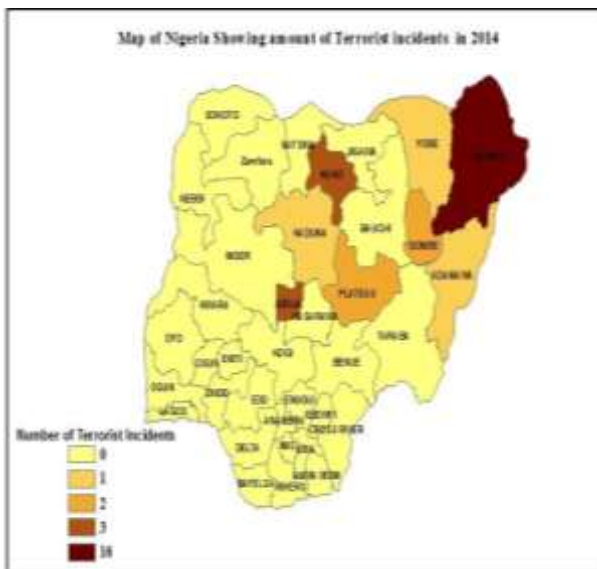 Map of Nigeria Showing amount of Terrorist incidents in 2014
SOKOTO
Zamfara
KATSINA
JIGAWA
YOBE
BORNO
KANO
KEBBI
KADUNA
BAUCHI
GOMBE
ADAMAWA
NIGER
PLATEAU
ABUJA
NASSARAWA
KWARA
TARABA
OYO
KOGI
BENUE
OSUN
EKITI
OGUN
ONDO
EDO
ENUGU
LAGOS
ANAMBRA
EBONYI
CROSS RIVER
DELTA
IMO
ABIA
BAYELSA
RIVERS
AKWA IBOM
Number of Terrorist Incidents
0
1
2
3
16